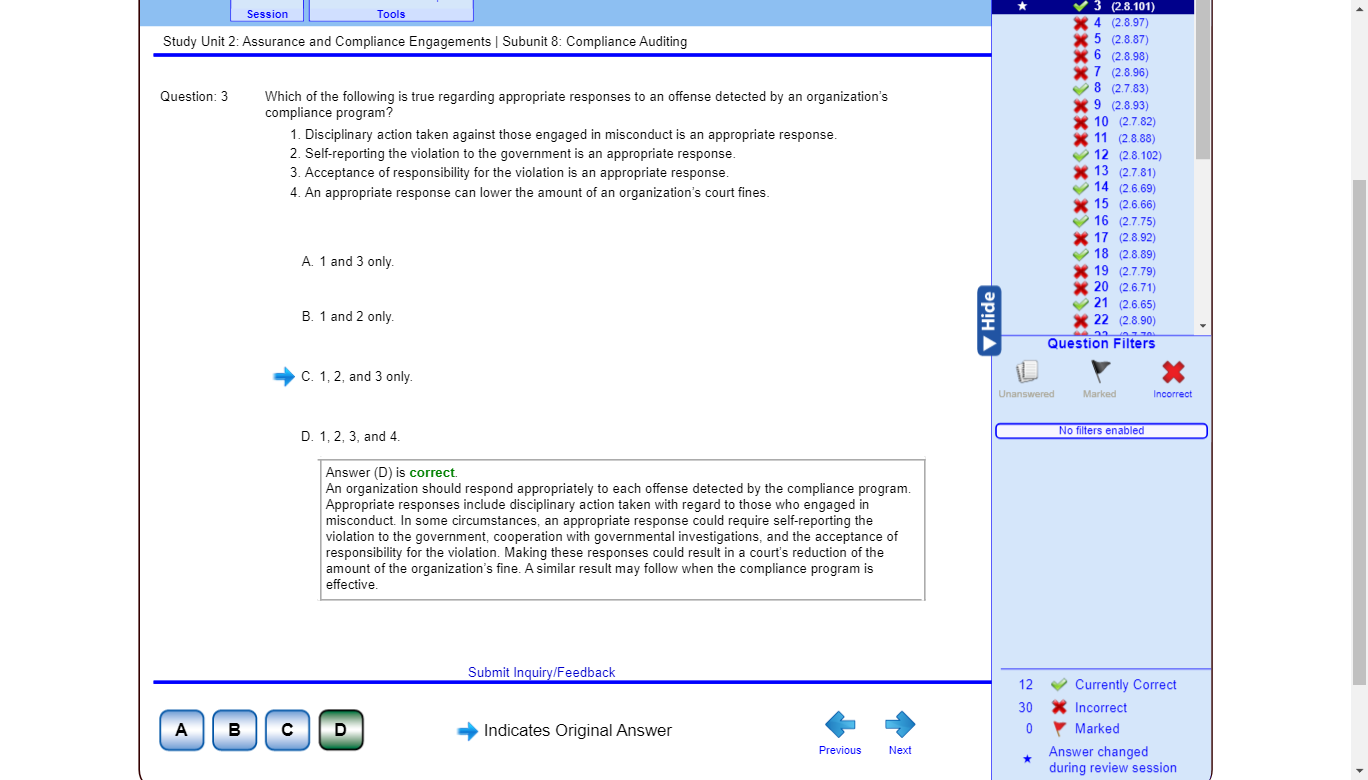 Session
Tools
Study Unit 2: Assurance and Compliance Engagements | Subunit 8: Compliance Auditing
Question: 3
Which of the following is true regarding appropriate responses to an offense detected by an organization's
compliance program?
1. Disciplinary action taken against those engaged in misconduct is an appropriate response.
2. Self-reporting the violation to the government is an appropriate response.
3. Acceptance of responsibility for the violation is an appropriate response.
4. An appropriate response can lower the amount of an organization's court fines.
A. 1 and 3 only.
B. 1 and 2 only.
C. 1, 2, and 3 only.
D. 1, 2, 3, and 4.
Answer (D) is correct.
An organization should respond appropriately to each offense detected by the compliance program.
Appropriate responses include disciplinary action taken with regard to those who engaged in
misconduct. In some circumstances, an appropriate response could require self-reporting the
violation to the government, cooperation with governmental investigations, and the acceptance of
responsibility for the violation. Making these responses could result in a court's reduction of the
amount of the organization's fine. A similar result may follow when the compliance program is
effective.
Submit Inquiry/Feedback
A B C D
Indicates Original Answer
Previous
Next
3 (2.8.101)
4 (2.8.97)
5 (2.8.87)
6 (2.8.98)
7 (2.8.96)
8 (2.7.83)
9 (2.8.93)
10 (2.7.82)
11 (2.8.88)
12 (2.8.102)
13 (2.7.81)
14 (2.6.69)
15 (2.6.66)
16 (2.7.75)
17 (2.8.92)
18 (2.8.89)
19 (2.7.79)
20 (2.6.71)
21 (2.6.65)
22 (2.8.90)
Hide
Question Filters
Unanswered
Marked
Incorrect
No filters enabled
12 Currently Correct
30 Incorrect
0 Marked
Answer changed
during review session